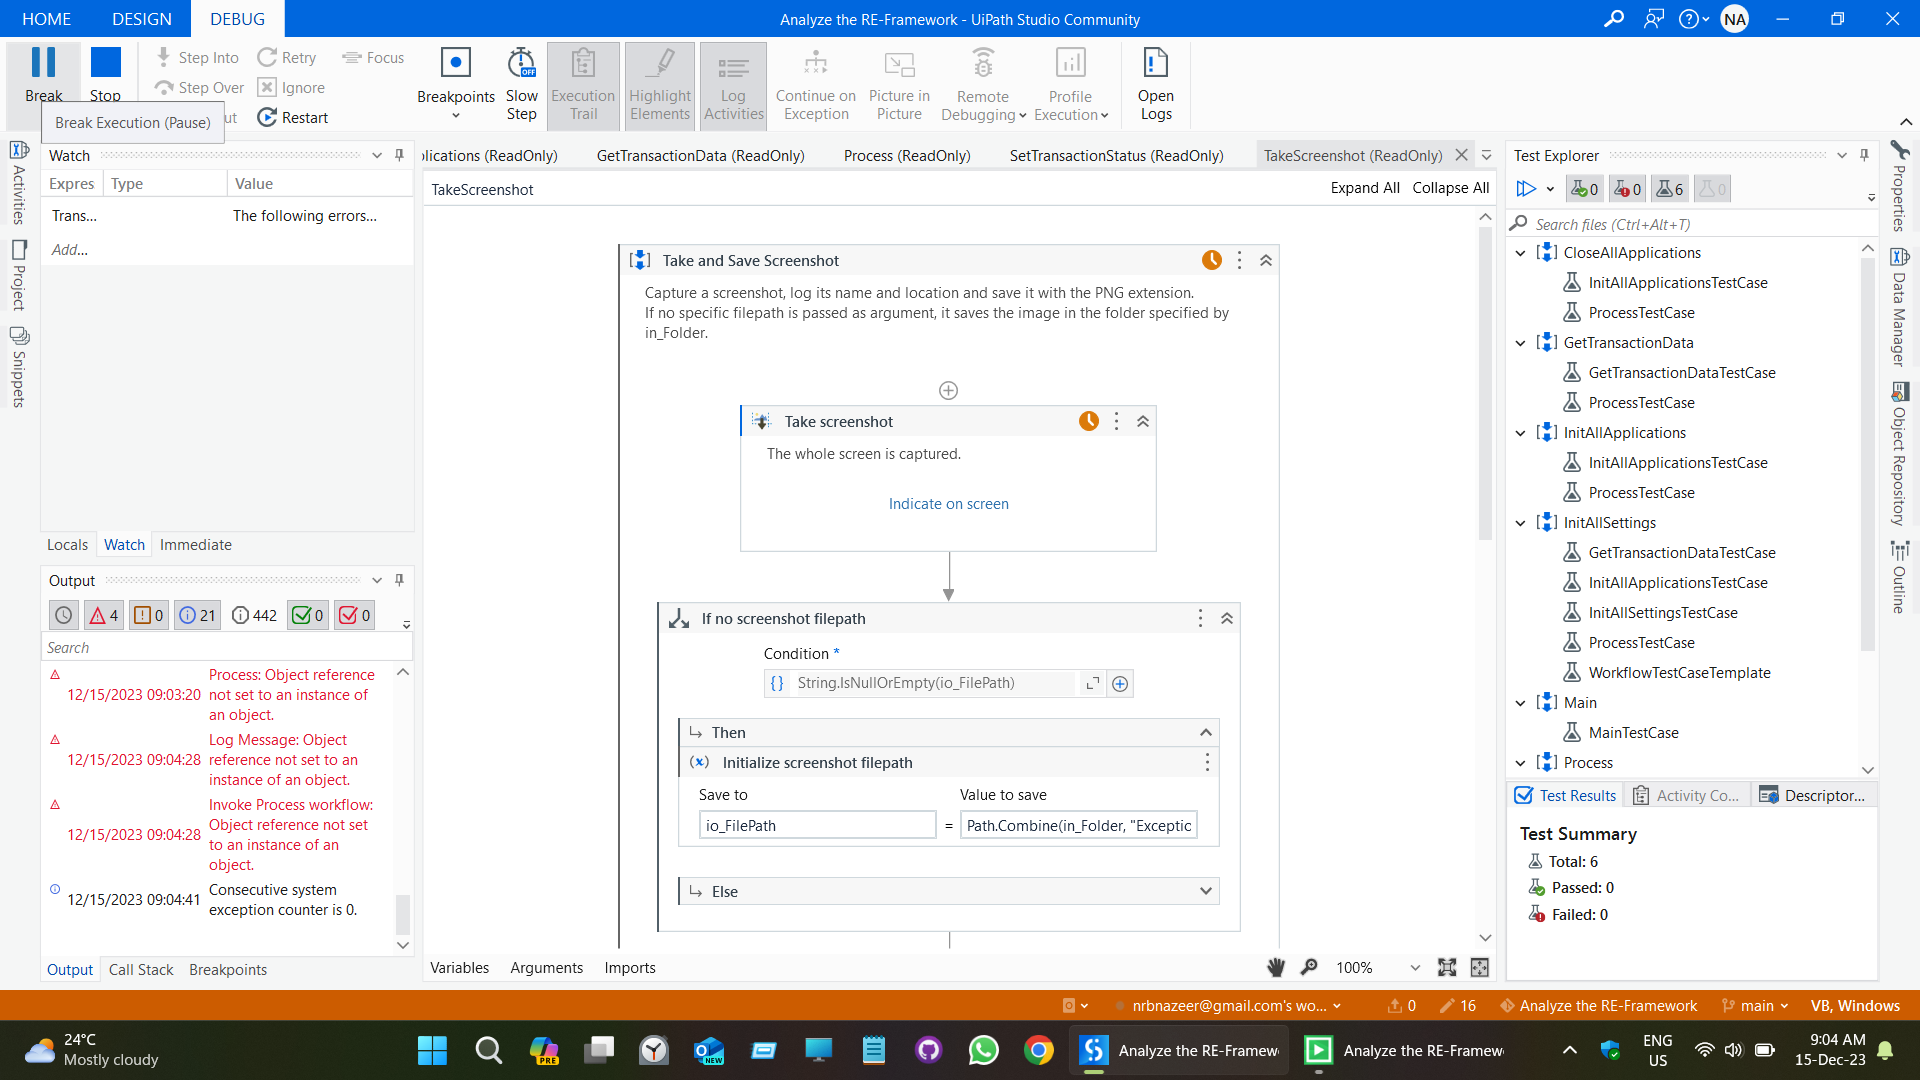 HOME DESIGN DEBUG
Analyze the RE-Framework - UiPath Studio Community
NA
Break
Stop
Step Into
Step Over
Retry
Ignore
Restart
Focus
Breakpoints
Slow Step
OFF
Execution Trail
Highlight Elements
Log Activities
Continue on Exception
Picture in Picture
Remote Debugging
Profile Execution
Open Logs
Break Execution (Pause)
ut
Activities
Project
Snippets
Watch
Expres Type Value
Trans... The following errors...
Add...
Locals Watch Immediate
Output
4 0 21 442 0 0
Search
12/15/2023 09:03:20 Process: Object reference
not set to an instance of
an object.
12/15/2023 09:04:28 Log Message: Object
reference not set to an
instance of an object.
12/15/2023 09:04:28 Invoke Process workflow:
Object reference not set
to an instance of an
object.
12/15/2023 09:04:41 Consecutive system
exception counter is 0.
Output Call Stack Breakpoints
plications (ReadOnly) GetTransactionData (ReadOnly) Process (ReadOnly) SetTransactionStatus (ReadOnly) TakeScreenshot (ReadOnly)
TakeScreenshot
Expand All Collapse All
Take and Save Screenshot
Capture a screenshot, log its name and location and save it with the PNG extension.
If no specific filepath is passed as argument, it saves the image in the folder specified by
in_Folder.
Take screenshot
The whole screen is captured.
Indicate on screen
If no screenshot filepath
Condition *
{} String.IsNullOrEmpty(io_FilePath)
Then
(x) Initialize screenshot filepath
Save to Value to save
io_FilePath = Path.Combine(in_Folder, "Exceptic
Else
Variables Arguments Imports
100%
Test Explorer
0 0 6 0
Search files (Ctrl+Alt+T)
CloseAllApplications
InitAllApplicationsTestCase
ProcessTestCase
GetTransactionData
GetTransactionDataTestCase
ProcessTestCase
InitAllApplications
InitAllApplicationsTestCase
ProcessTestCase
InitAllSettings
GetTransactionDataTestCase
InitAllApplicationsTestCase
InitAllSettingsTestCase
ProcessTestCase
WorkflowTestCaseTemplate
Main
MainTestCase
Process
Test Results Activity Co... Descriptor...
Test Summary
Total: 6
Passed: 0
Failed: 0
Properties
Data Manager
Object Repository
Outline
nrbnazeer@gmail.com's wo... 0 16 Analyze the RE-Framework main VB, Windows
24°C
Mostly cloudy
PRE
NEW
Analyze the RE-Framew
Analyze the RE-Framew
ENG
US
9:04 AM
15-Dec-23